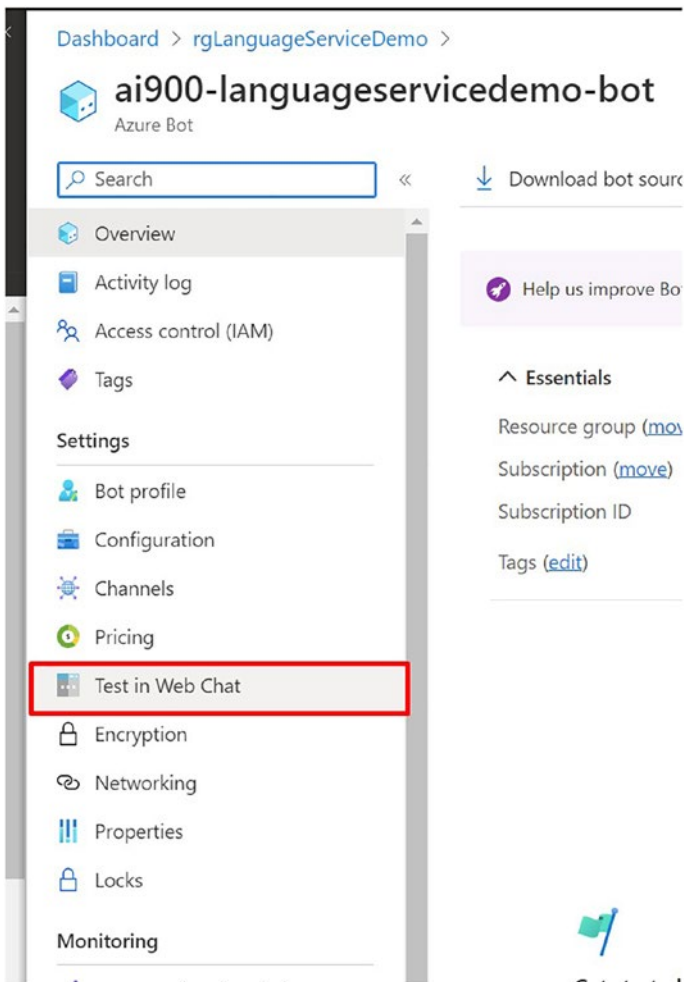 Dashboard > rgLanguageServiceDemo >
ai900-languageservicedemo-bot
Azure Bot
Search
«
Download bot sourc
Overview
Activity log
Help us improve Bo
Access control (IAM)
Tags
Essentials
Resource group (mov
Settings
Subscription (move)
Bot profile
Subscription ID
Configuration
Tags (edit)
Channels
Pricing
Test in Web Chat
Encryption
Networking
Properties
Locks
Monitoring